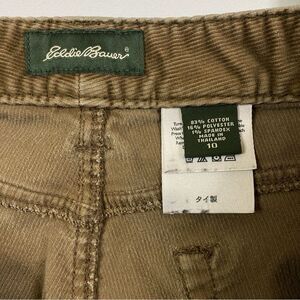 Eddie Bauer®
83% COTTON
16% POLYESTER
1% SPANDEX
MADE IN
THAILAND
10
タイ製